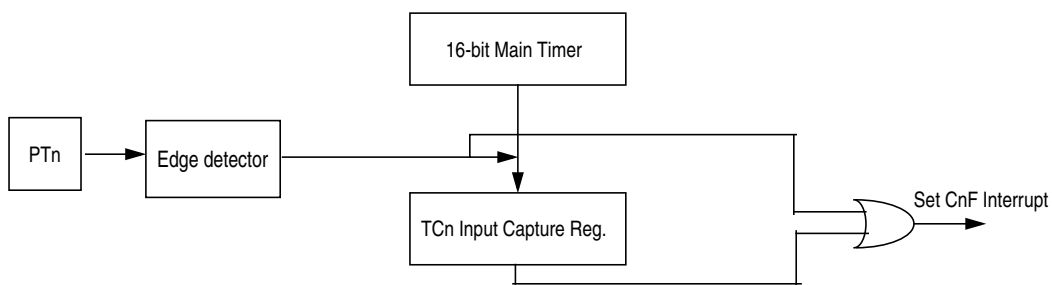 16-bit Main Timer
PTn
Edge detector
TCn Input Capture Reg.
Set CnF Interrupt